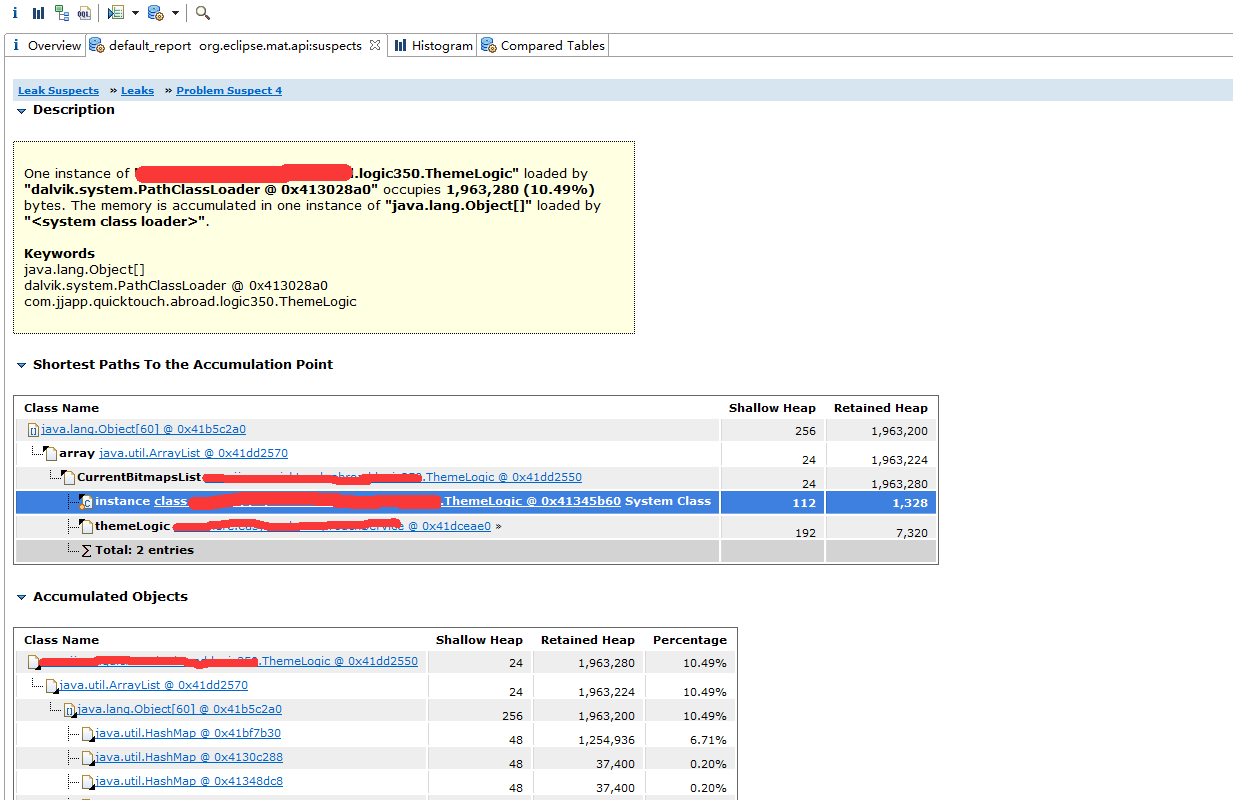 i OQL
i Overview default_report org.eclipse.mat.api:suspects Histogram Compared Tables
Leak Suspects » Leaks » Problem Suspect 4
Description
One instance of " .logic350.ThemeLogic" loaded by
"dalvik.system.PathClassLoader @ 0x413028a0" occupies 1,963,280 (10.49%)
bytes. The memory is accumulated in one instance of "java.lang.Object[]" loaded by
"<system class loader>".
Keywords
java.lang.Object[]
dalvik.system.PathClassLoader @ 0x413028a0
com.jjapp.quicktouch.abroad.logic350.ThemeLogic
Shortest Paths To the Accumulation Point
Class Name Shallow Heap Retained Heap
java.lang.Object[60] @ 0x41b5c2a0 256 1,963,200
array java.util.ArrayList @ 0x41dd2570 24 1,963,224
CurrentBitmapsList .ThemeLogic @ 0x41dd2550 24 1,963,280
instance class .ThemeLogic @ 0x41345b60 System Class 112 1,328
themeLogic @ 0x41dceae0 » 192 7,320
Σ Total: 2 entries
Accumulated Objects
Class Name Shallow Heap Retained Heap Percentage
.ThemeLogic @ 0x41dd2550 24 1,963,280 10.49%
java.util.ArrayList @ 0x41dd2570 24 1,963,224 10.49%
java.lang.Object[60] @ 0x41b5c2a0 256 1,963,200 10.49%
java.util.HashMap @ 0x41bf7b30 48 1,254,936 6.71%
java.util.HashMap @ 0x4130c288 48 37,400 0.20%
java.util.HashMap @ 0x41348dc8 48 37,400 0.20%